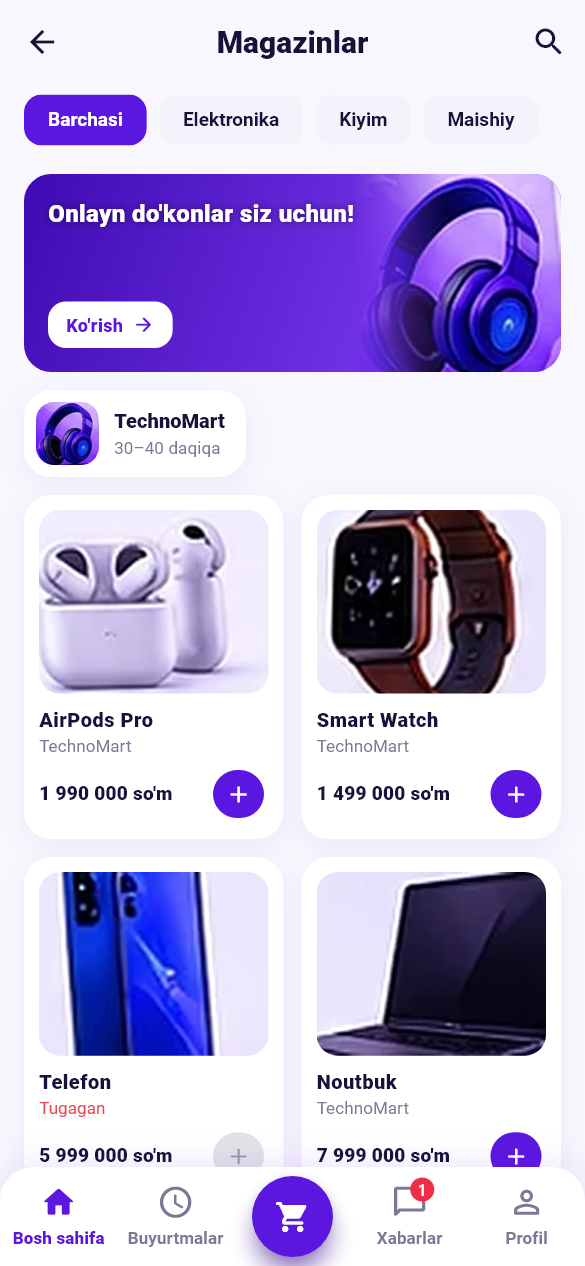 Magazinlar
Barchasi Elektronika Kiyim Maishiy
Onlayn do'konlar siz uchun!
Ko'rish
TechnoMart
30–40 daqiqa
AirPods Pro
TechnoMart
1 990 000 so'm
Smart Watch
TechnoMart
1 499 000 so'm
Telefon
Tugagan
5 999 000 so'm
Noutbuk
TechnoMart
7 999 000 so'm
1
Bosh sahifa Buyurtmalar Xabarlar Profil